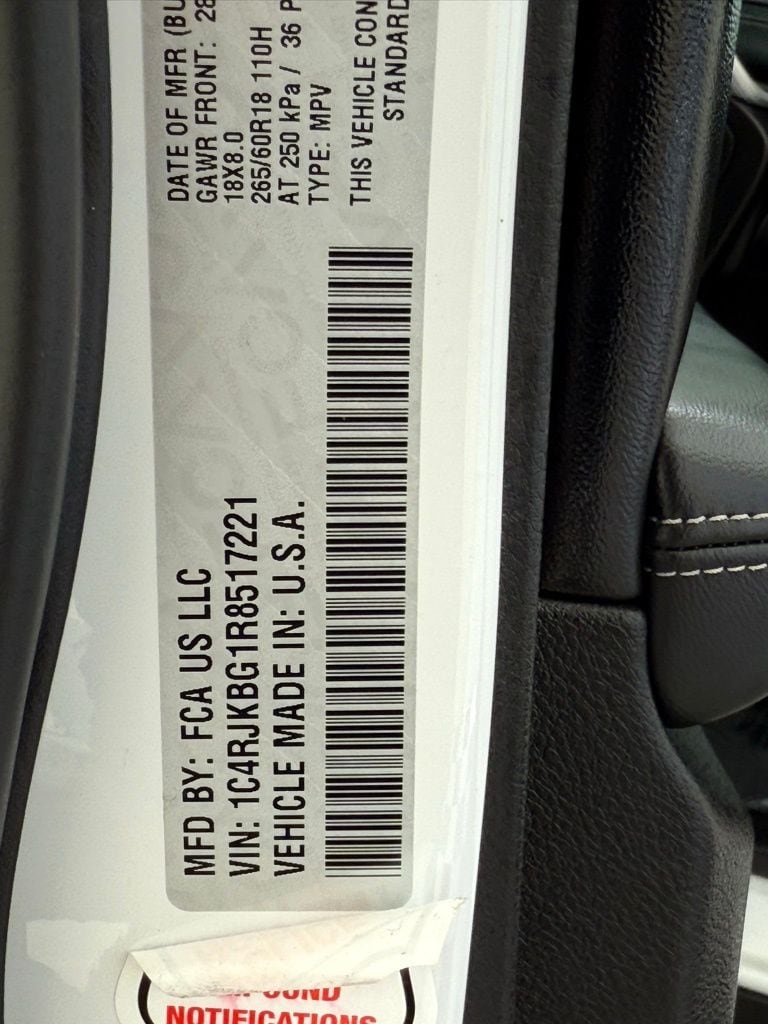 MFD BY: FCA US LLC
VIN: 1C4RJKBG1R8517221
VEHICLE MADE IN: U.S.A.
DATE OF MFR
GAWR FRONT: 28
18X8.0
265/60R18 110H
AT 250 kPa / 36 P
TYPE: MPV
THIS VEHICLE CON
STANDARD
NOTIFICATIONS